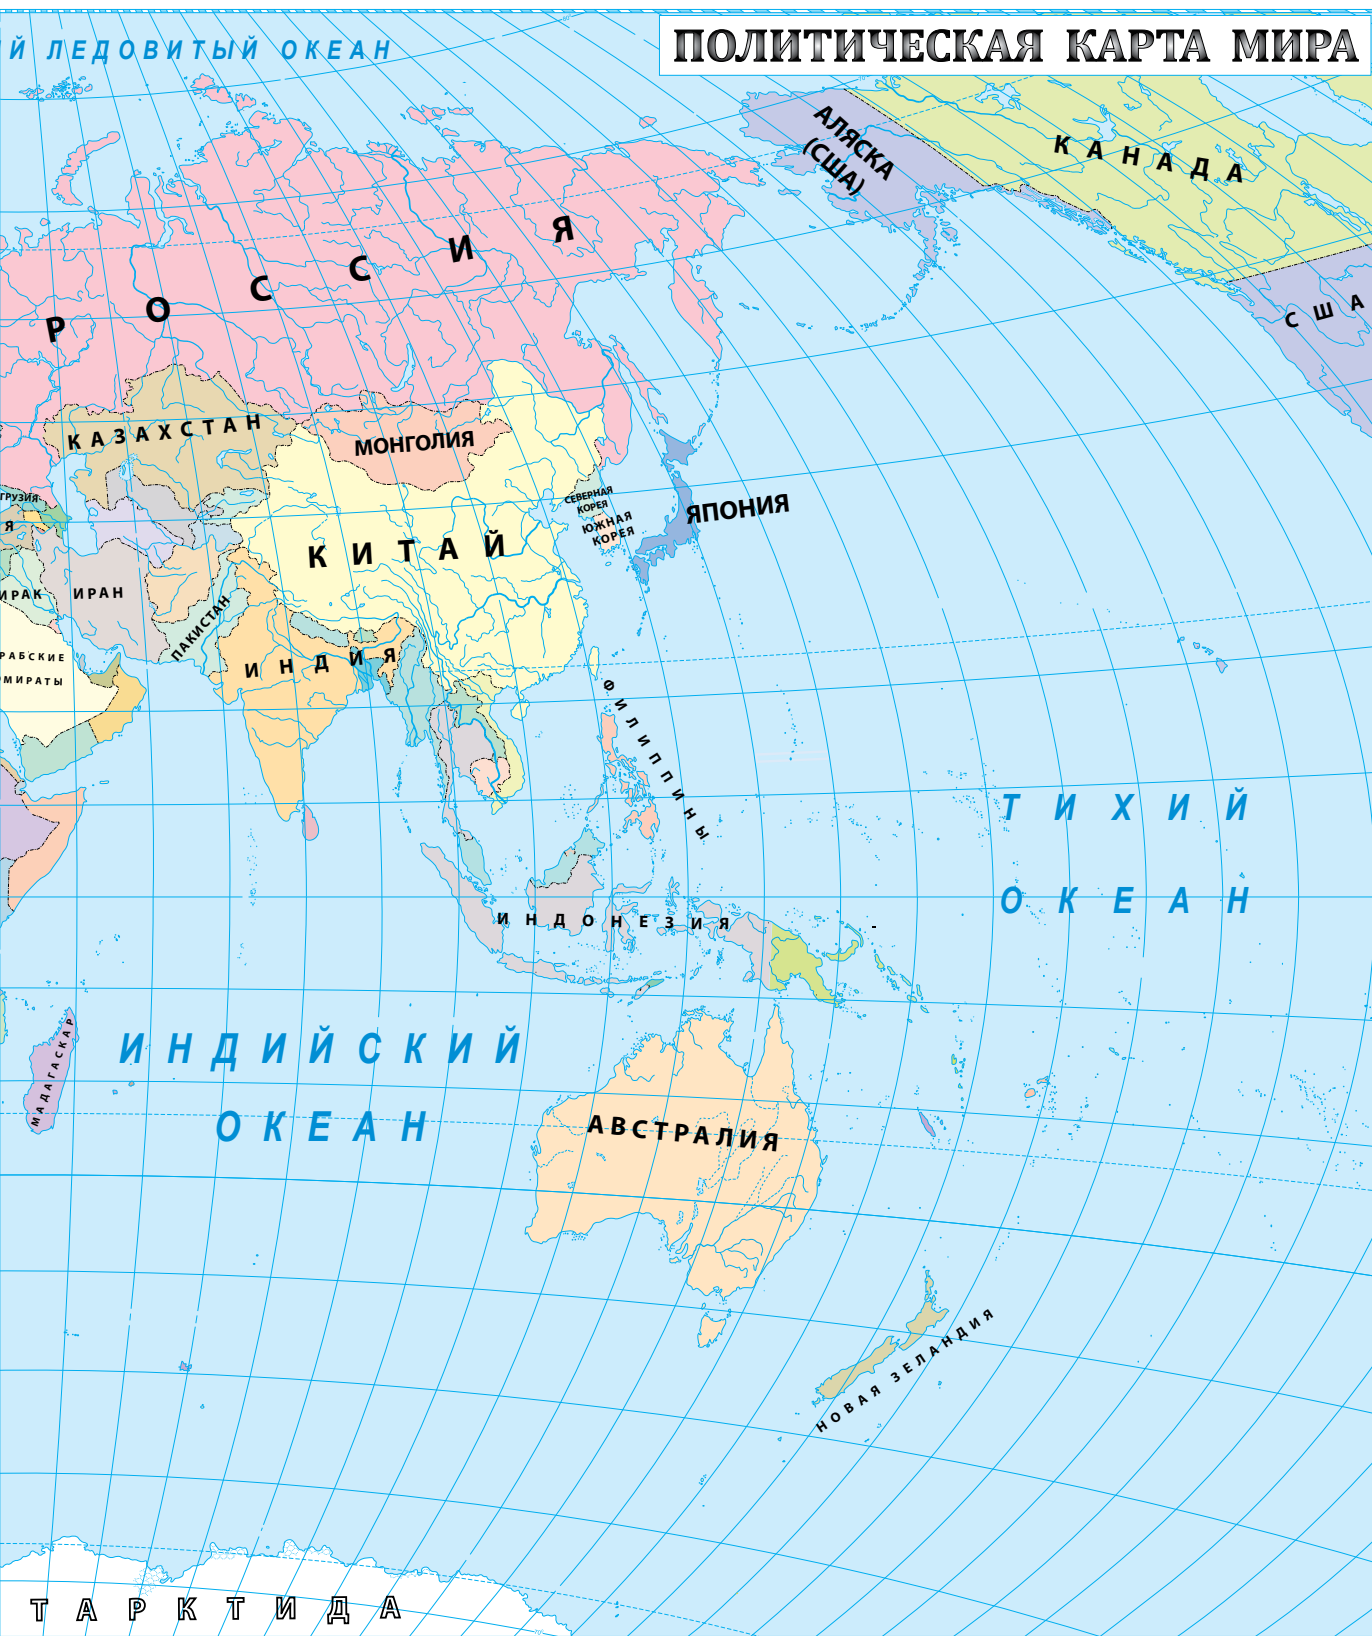 Й ЛЕДОВИТЫЙ ОКЕАН
ПОЛИТИЧЕСКАЯ КАРТА МИРА
АЛЯСКА
(США)
КАНАДА
США
РОССИЯ
КАЗАХСТАН
МОНГОЛИЯ
ГРУЗИЯ
Я
СЕВЕРНАЯ
КОРЕЯ
ЮЖНАЯ
КОРЕЯ
ЯПОНИЯ
КИТАЙ
ИРАК
ИРАН
ПАКИСТАН
РАБСКИЕ
ОМИРАТЫ
ИНДИЯ
ФИЛИППИНЫ
ТИХИЙ
ОКЕАН
ИНДОНЕЗИЯ
МАДАГАСКАР
ИНДИЙСКИЙ
ОКЕАН
АВСТРАЛИЯ
НОВАЯ ЗЕЛАНДИЯ
ТАРКТИДА